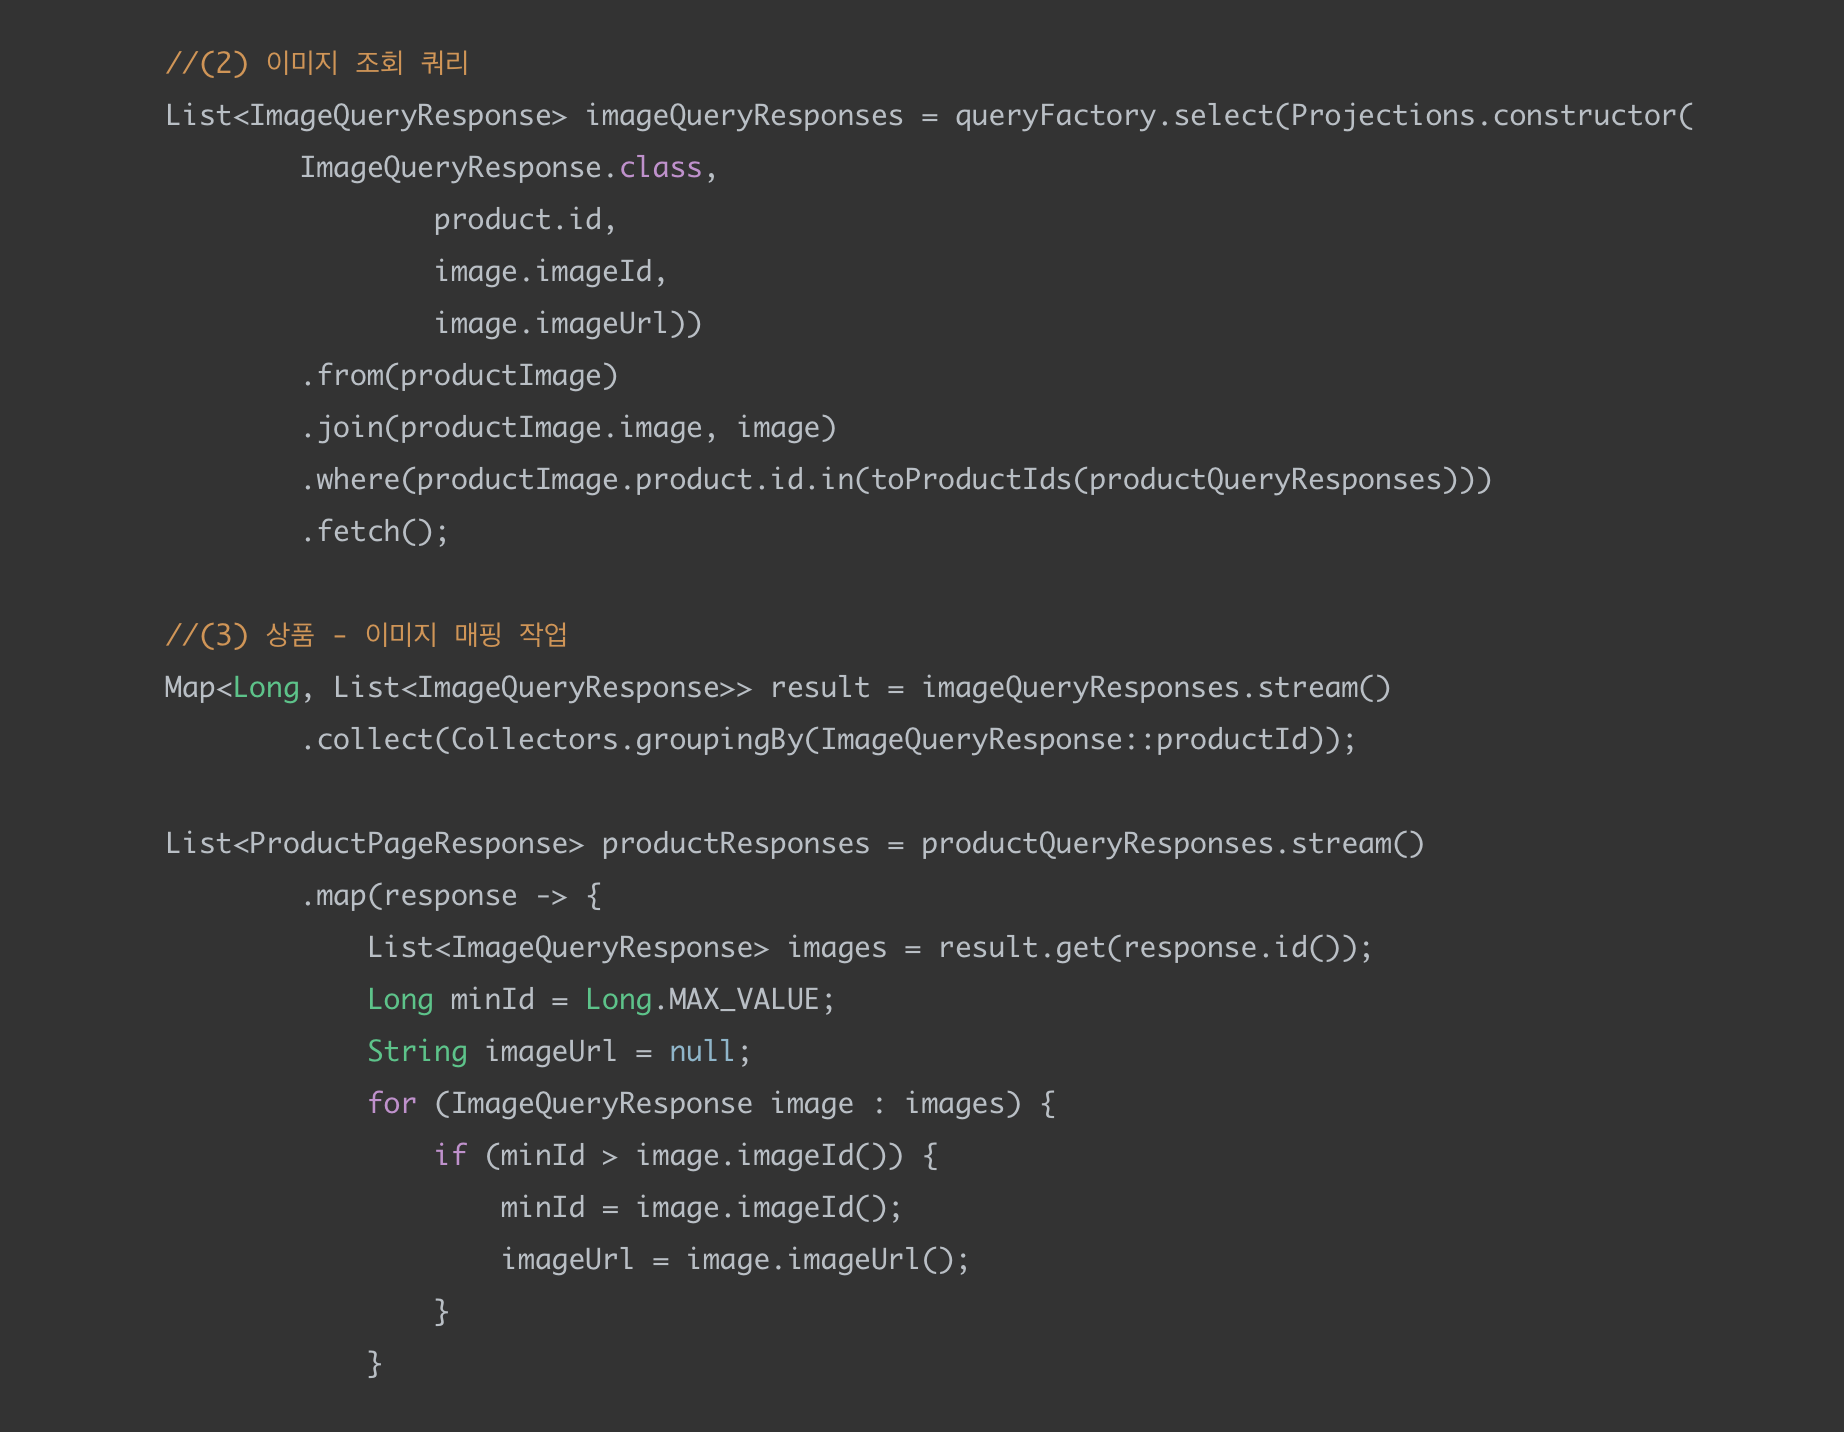 //(2) 이미지 조회 쿼리
List<ImageQueryResponse> imageQueryResponses = queryFactory.select(Projections.constructor(
        ImageQueryResponse.class,
                product.id,
                image.imageId,
                image.imageUrl))
        .from(productImage)
        .join(productImage.image, image)
        .where(productImage.product.id.in(toProductIds(productQueryResponses)))
        .fetch();

//(3) 상품 - 이미지 매핑 작업
Map<Long, List<ImageQueryResponse>> result = imageQueryResponses.stream()
        .collect(Collectors.groupingBy(ImageQueryResponse::productId));

List<ProductPageResponse> productResponses = productQueryResponses.stream()
        .map(response -> {
            List<ImageQueryResponse> images = result.get(response.id());
            Long minId = Long.MAX_VALUE;
            String imageUrl = null;
            for (ImageQueryResponse image : images) {
                if (minId > image.imageId()) {
                    minId = image.imageId();
                    imageUrl = image.imageUrl();
                }
            }